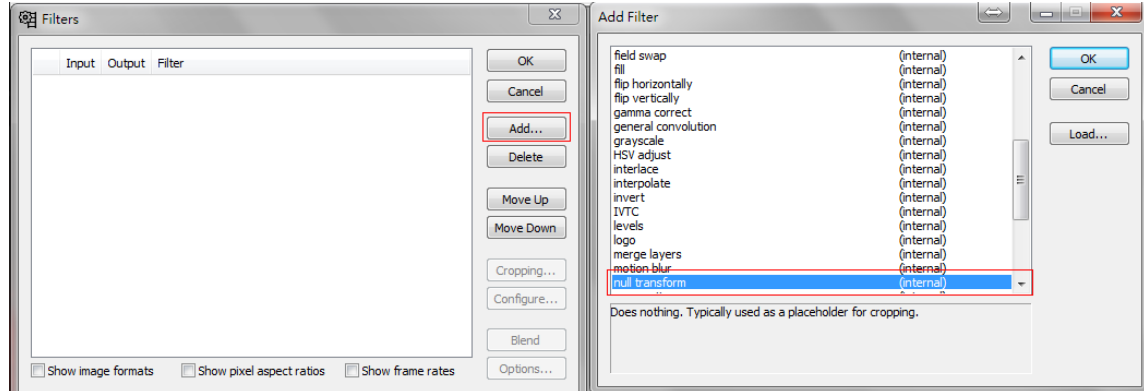 Filters
Input Output Filter
OK
Cancel
Add...
Delete
Move Up
Move Down
Cropping...
Configure...
Blend
Options...
Show image formats
Show pixel aspect ratios
Show frame rates
Add Filter
field swap (internal)
fill (internal)
flip horizontally (internal)
flip vertically (internal)
gamma correct (internal)
general convolution (internal)
grayscale (internal)
HSV adjust (internal)
interlace (internal)
interpolate (internal)
invert (internal)
IVTC (internal)
levels (internal)
logo (internal)
merge layers (internal)
motion blur (internal)
null transform (internal)
Does nothing. Typically used as a placeholder for cropping.
OK
Cancel
Load...